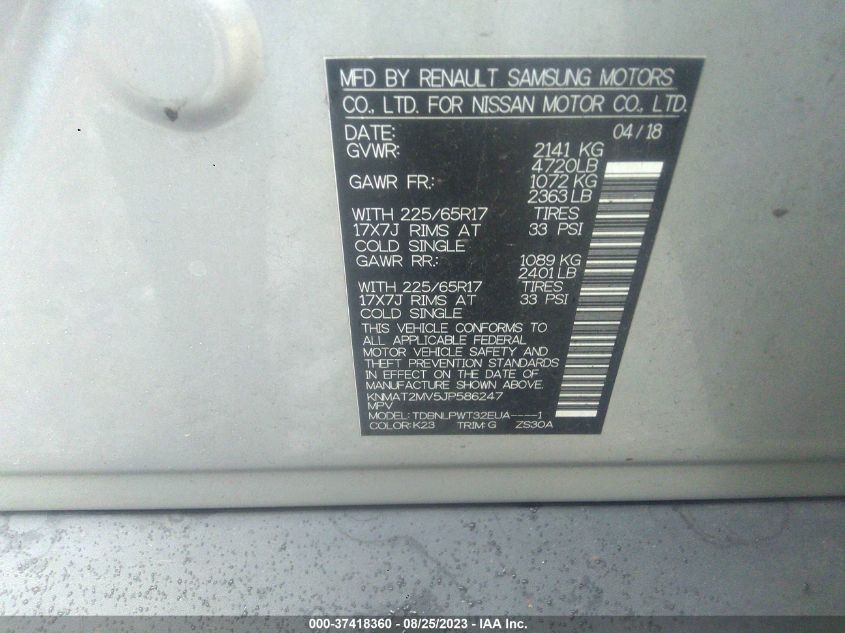 MFD BY RENAULT SAMSUNG MOTORS
CO., LTD. FOR NISSAN MOTOR CO., LTD.
DATE: 04/18
GVWR: 2141 KG
4720LB
GAWR FR: 1072 KG
2363 LB
WITH 225/65R17 TIRES
17X7J RIMS AT 33 PSI
COLD SINGLE
GAWR RR: 1089 KG
2401 LB
WITH 225/65R17 TIRES
17X7J RIMS AT 33 PSI
COLD SINGLE
THIS VEHICLE CONFORMS TO
ALL APPLICABLE FEDERAL
MOTOR VEHICLE SAFETY AND
THEFT PREVENTION STANDARDS
IN EFFECT ON THE DATE OF
MANUFACTURE SHOWN ABOVE.
KNMAT2MV5JP586247
MPV
MODEL: TDBNLPWT32EUA----1
COLOR: K23 TRIM: G ZS30A
000-37418360 - 08/25/2023 - IAA Inc.